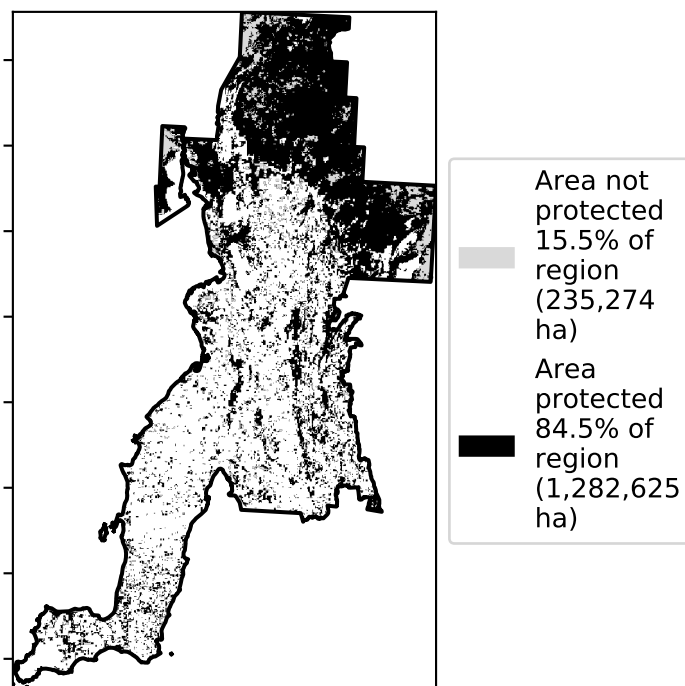 Area not
protected
15.5% of
region
(235,274
ha)
Area
protected
84.5% of
region
(1,282,625
ha)